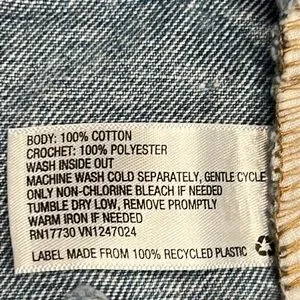 BODY: 100% COTTON
CROCHET: 100% POLYESTER
WASH INSIDE OUT
MACHINE WASH COLD SEPARATELY, GENTLE CYCLE
ONLY NON-CHLORINE BLEACH IF NEEDED
TUMBLE DRY LOW, REMOVE PROMPTLY
WARM IRON IF NEEDED
RN17730 VN1247024
LABEL MADE FROM 100% RECYCLED PLASTIC